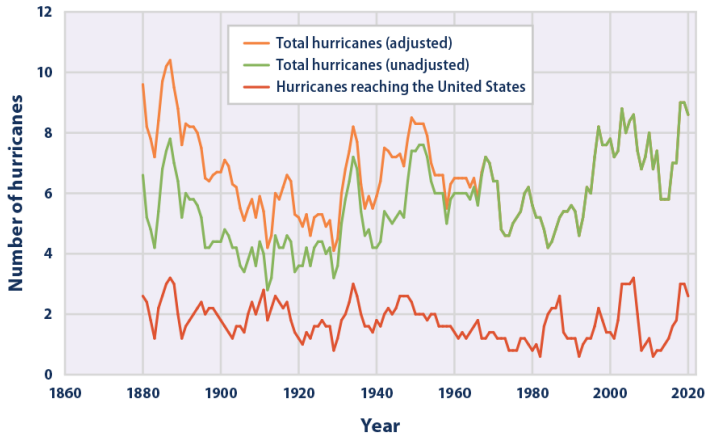 12
10
8
6
4
2
0
Number of hurricanes
Total hurricanes (adjusted)
Total hurricanes (unadjusted)
Hurricanes reaching the United States
1860 1880 1900 1920 1940 1960 1980 2000 2020
Year